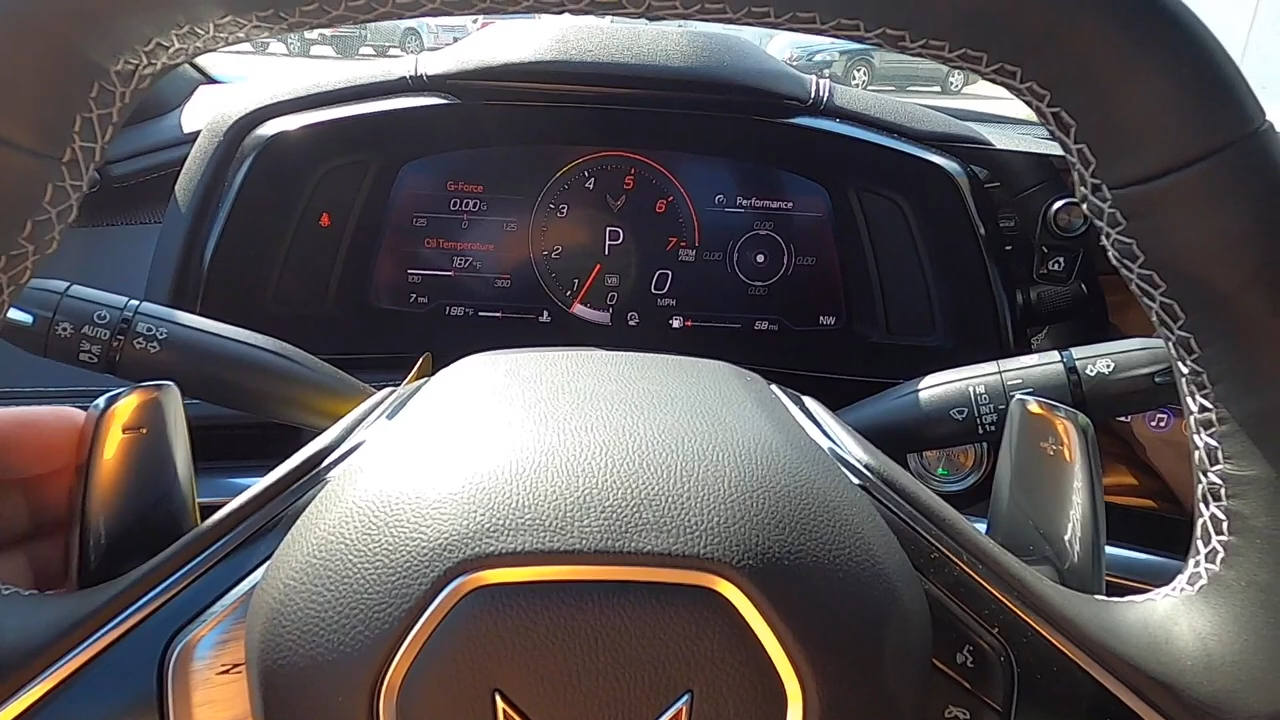 G-Force
0.00G
1.25 0 1.25
Oil Temperature
187°F
100 300
7 mi
196°F
1
2
3
4
5
6
7
RPM
x1000
P
V8
0
0
MPH
Performance
0.00
0.00 0.00
0.00
58 mi
NW
AUTO
-
HI
LO
INT
OFF
1x
+
Z